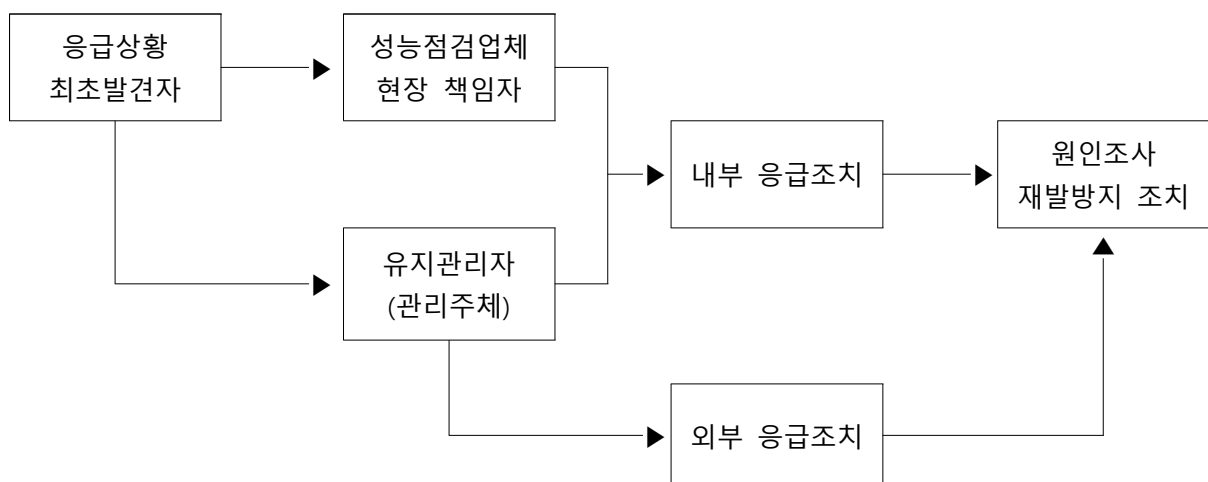 응급상황
최초발견자
성능점검업체
현장 책임자
내부 응급조치
원인조사
재발방지 조치
유지관리자
(관리주체)
외부 응급조치